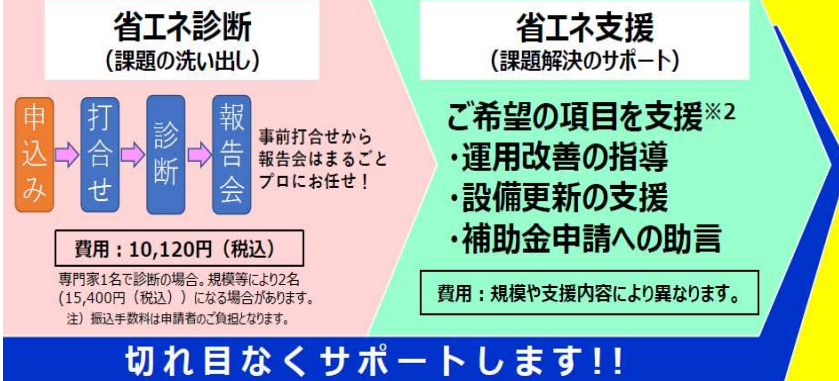 省エネ診断
（課題の洗い出し）
申込み
打合せ
診断
報告会
事前打合せから
報告会はまるごと
プロにお任せ！
費用：10,120円（税込）
専門家1名で診断の場合。規模等により2名
(15,400円（税込））になる場合があります。
注）振込手数料は申請者のご負担となります。
省エネ支援
（課題解決のサポート）
ご希望の項目を支援※2
・運用改善の指導
・設備更新の支援
・補助金申請への助言
費用：規模や支援内容により異なります。
切れ目なくサポートします!!